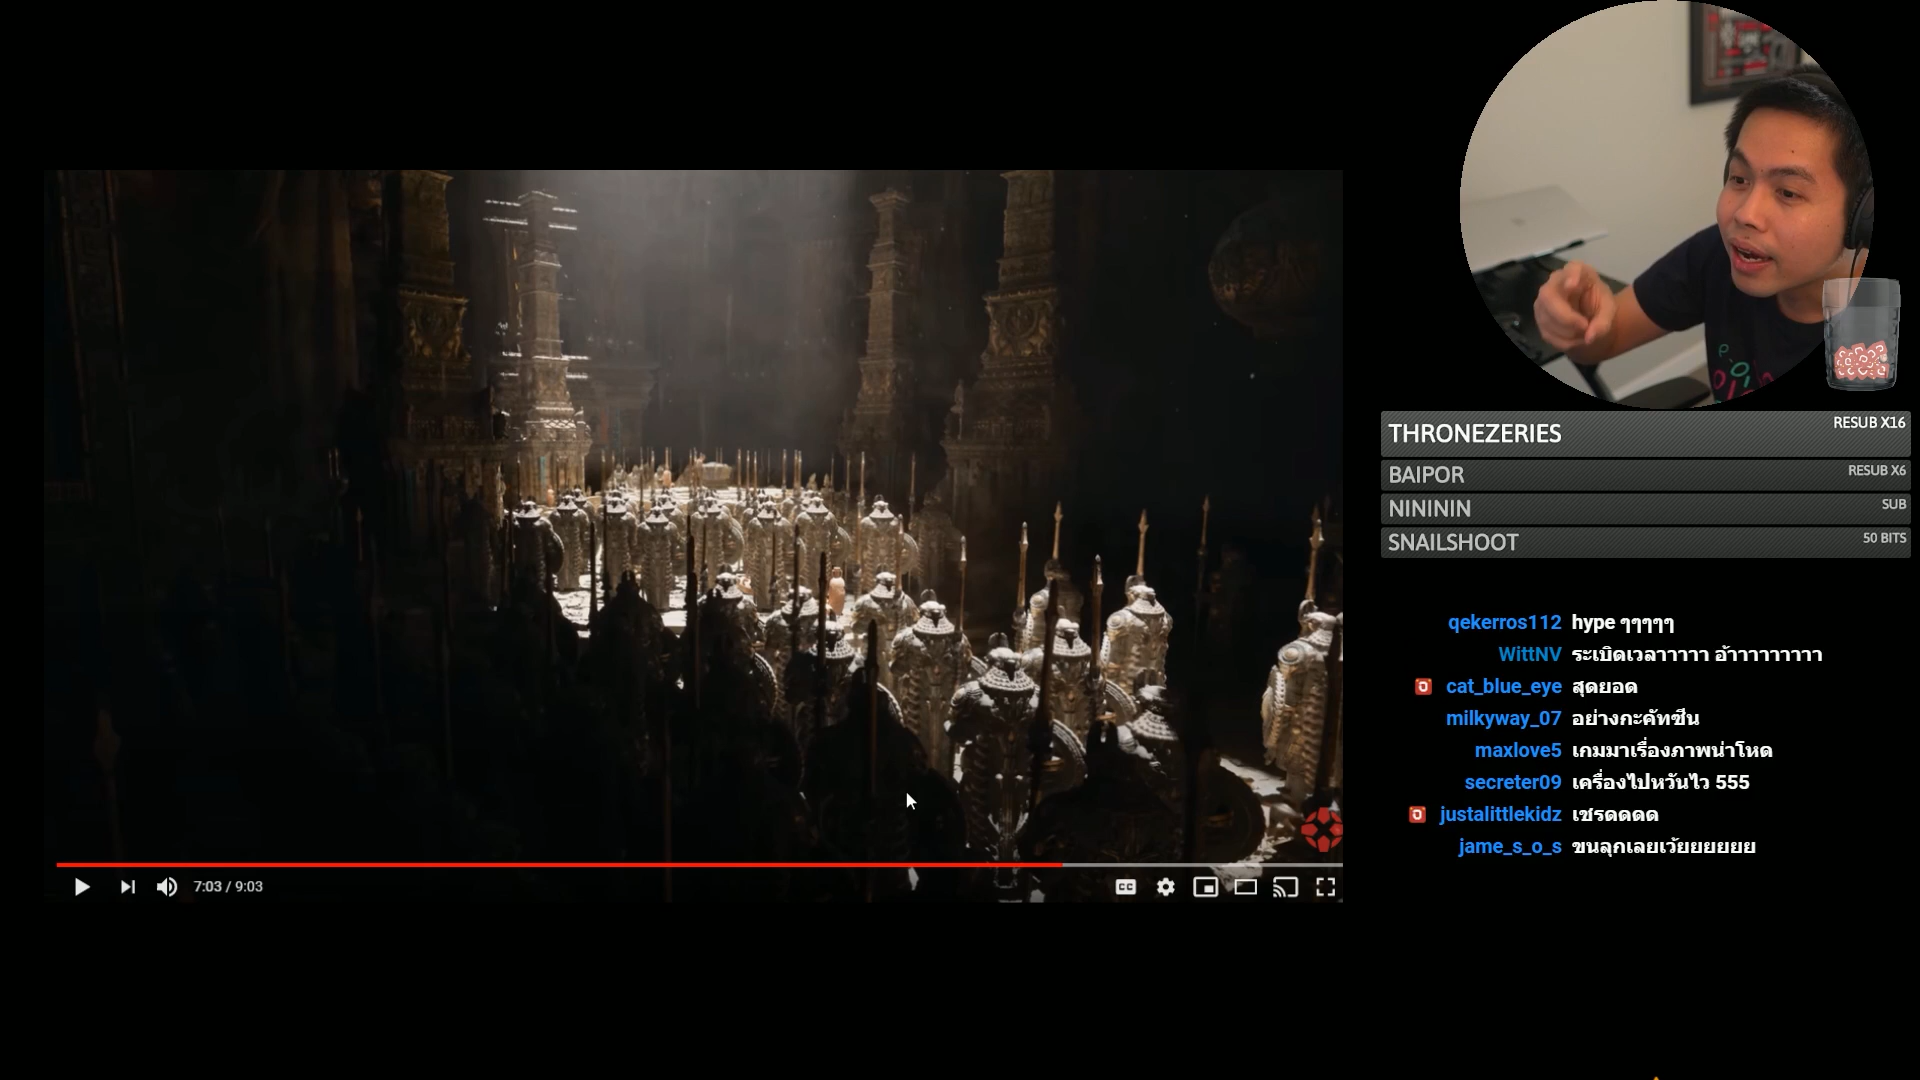 7:03 / 9:03
CC
THRONEZERIES RESUB X16
BAIPOR RESUB X6
NINININ SUB
SNAILSHOOT 50 BITS
qekerros112 hype ๆๆๆๆๆ
WittNV ระเบิดเวลาาาาา อ้าาาาาาาาา
cat_blue_eye สุดยอด
milkyway_07 อย่างกะคัทซีน
maxlove5 เกมมาเรื่องภาพน่าโหด
secreter09 เครื่องไปหวันไว 555
justalittlekidz เชรดดดด
jame_s_o_s ขนลุกเลยเว้ยยยยยย